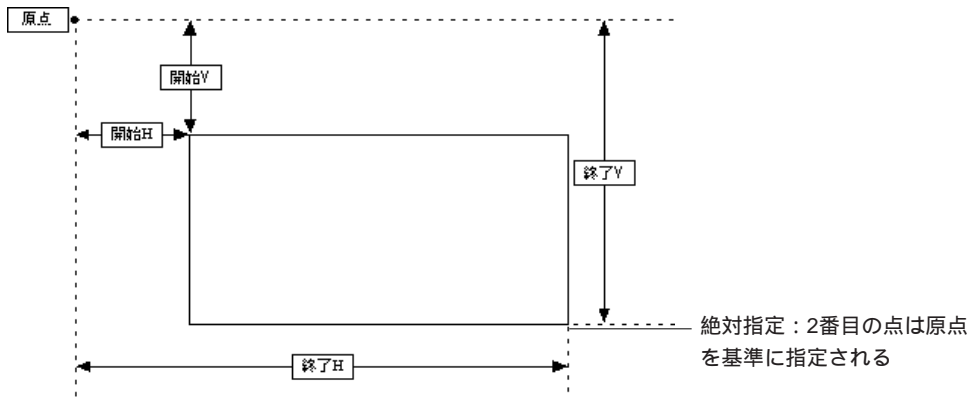 原点
開始V
開始H
終了V
絶対指定：2番目の点は原点
を基準に指定される
終了H